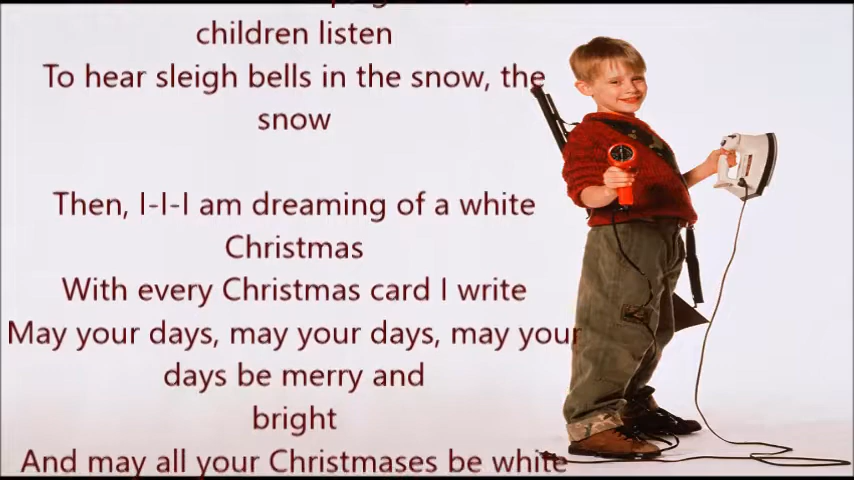 children listen
To hear sleigh bells in the snow, the
snow
Then, I-I-I am dreaming of a white
Christmas
With every Christmas card I write
May your days, may your days, may your
days be merry and
bright
And may all your Christmases be white